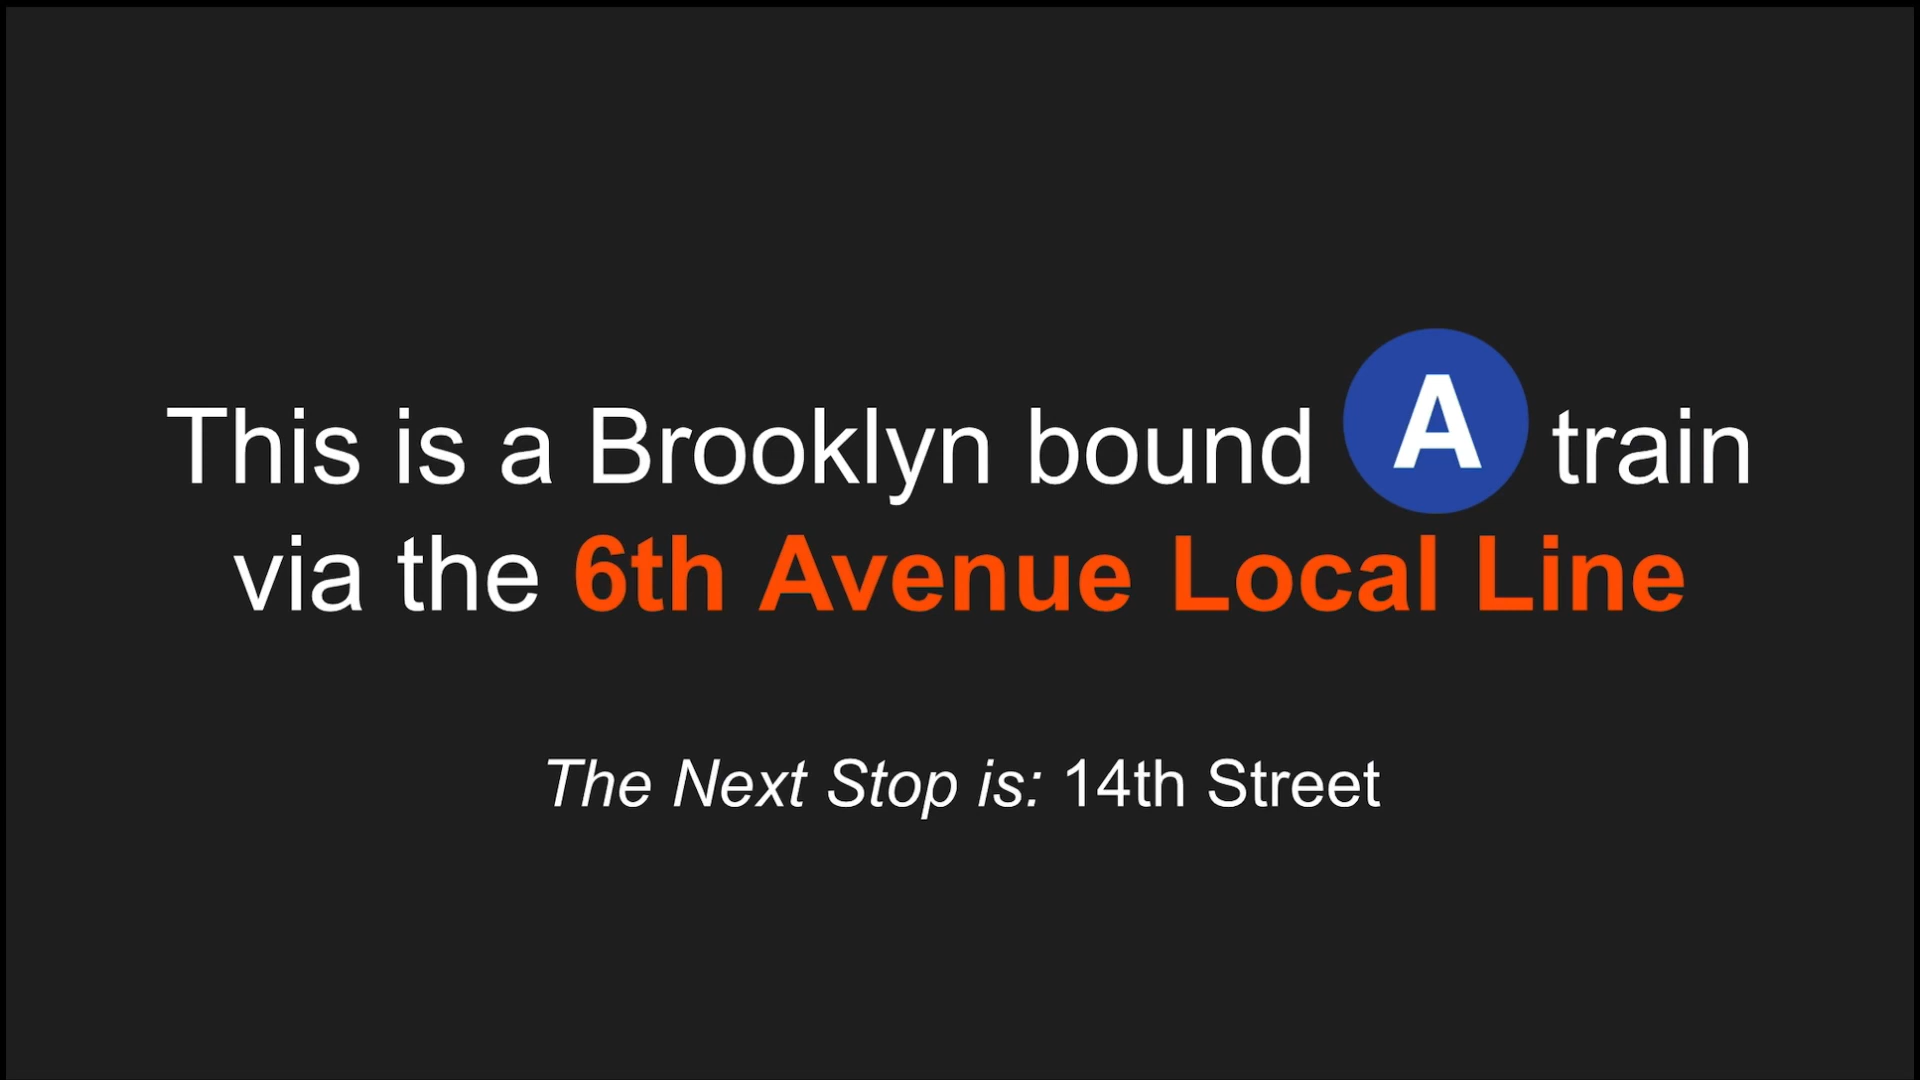 This is a Brooklyn bound A train
via the 6th Avenue Local Line
The Next Stop is: 14th Street